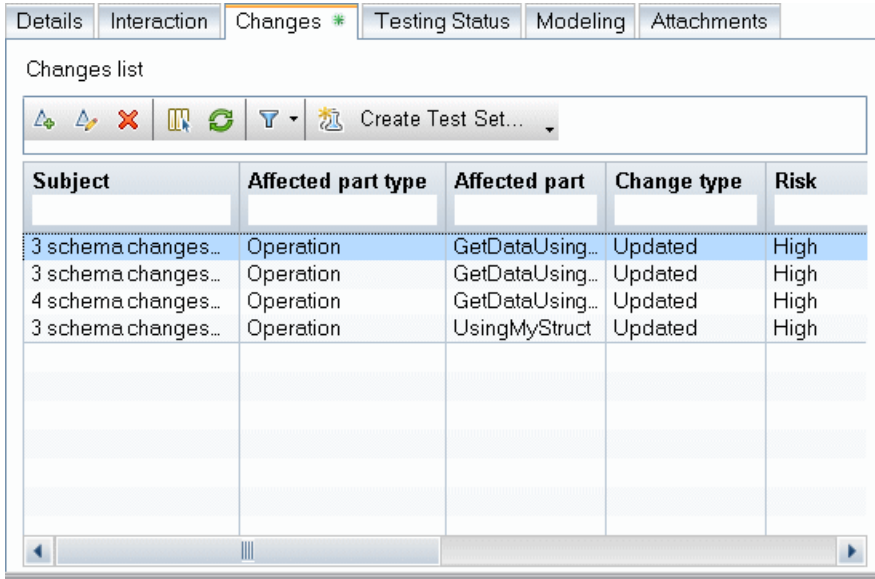 Details Interaction Changes * Testing Status Modeling Attachments
Changes list
Create Test Set...
Subject Affected part type Affected part Change type Risk
3 schema changes... Operation GetDataUsing... Updated High
3 schema changes... Operation GetDataUsing... Updated High
4 schema changes... Operation GetDataUsing... Updated High
3 schema changes... Operation UsingMyStruct Updated High